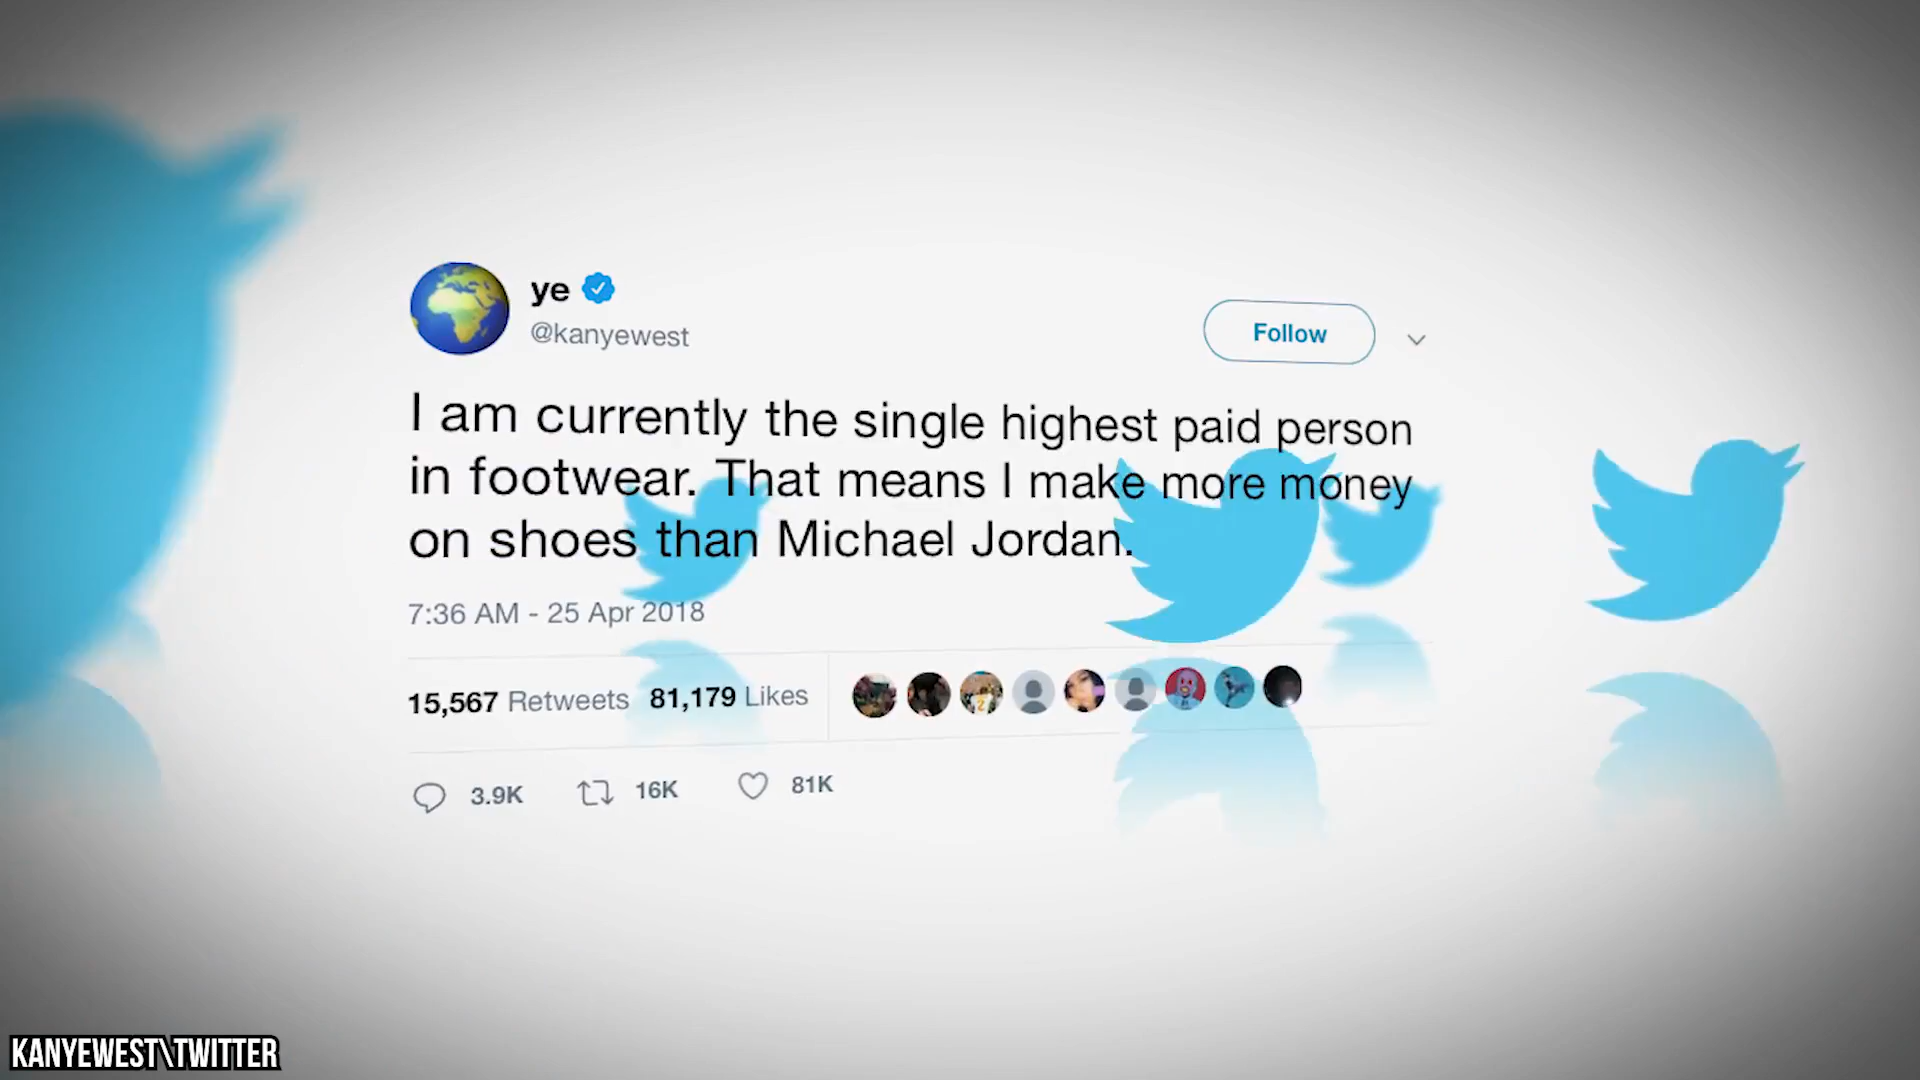 ye
@kanyewest
Follow
I am currently the single highest paid person
in footwear. That means I make more money
on shoes than Michael Jordan.
7:36 AM - 25 Apr 2018
15,567 Retweets 81,179 Likes
3.9K 16K 81K
KANYEWEST\TWITTER